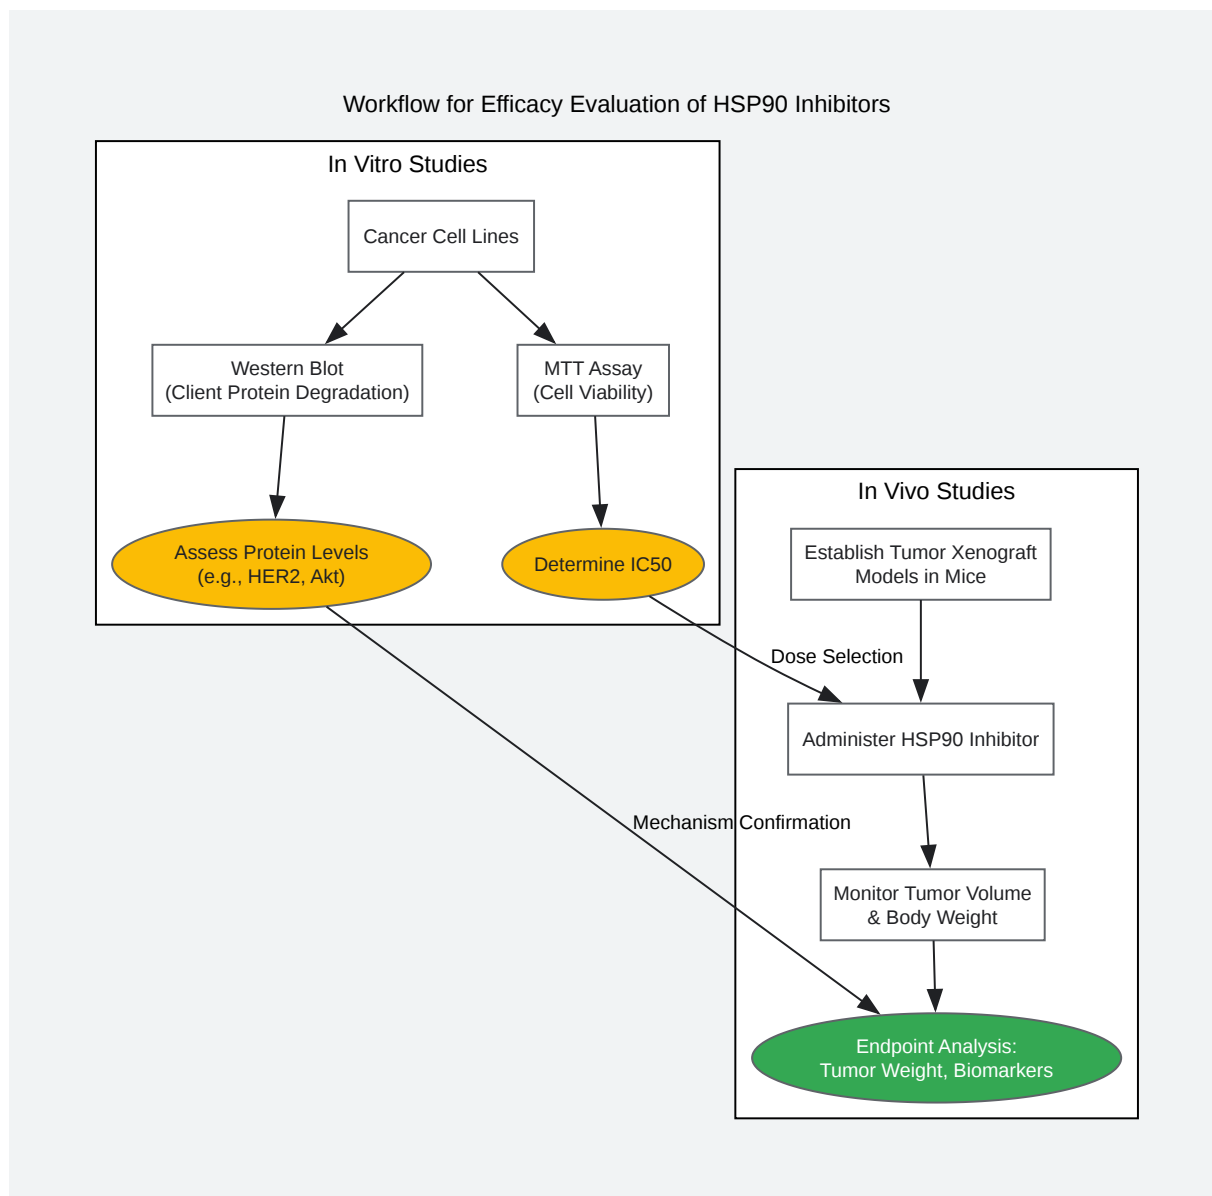 Workflow for Efficacy Evaluation of HSP90 Inhibitors
In Vitro Studies
Cancer Cell Lines
Western Blot
(Client Protein Degradation)
MTT Assay
(Cell Viability)
Assess Protein Levels
(e.g., HER2, Akt)
Determine IC50
In Vivo Studies
Establish Tumor Xenograft
Models in Mice
Dose Selection
Administer HSP90 Inhibitor
Mechanism Confirmation
Monitor Tumor Volume
& Body Weight
Endpoint Analysis:
Tumor Weight, Biomarkers